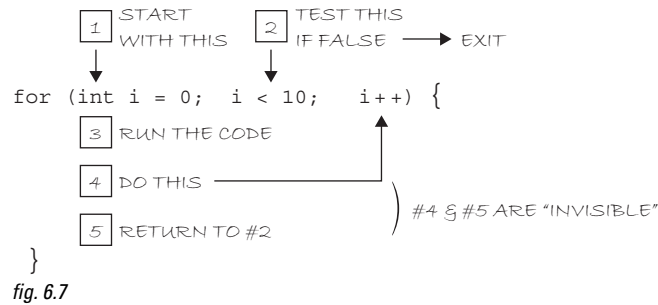 1 START WITH THIS
2 TEST THIS IF FALSE → EXIT
for (int i = 0; i < 10; i++) {
3 RUN THE CODE
4 DO THIS
5 RETURN TO #2
#4 & #5 ARE “INVISIBLE”
}
fig. 6.7